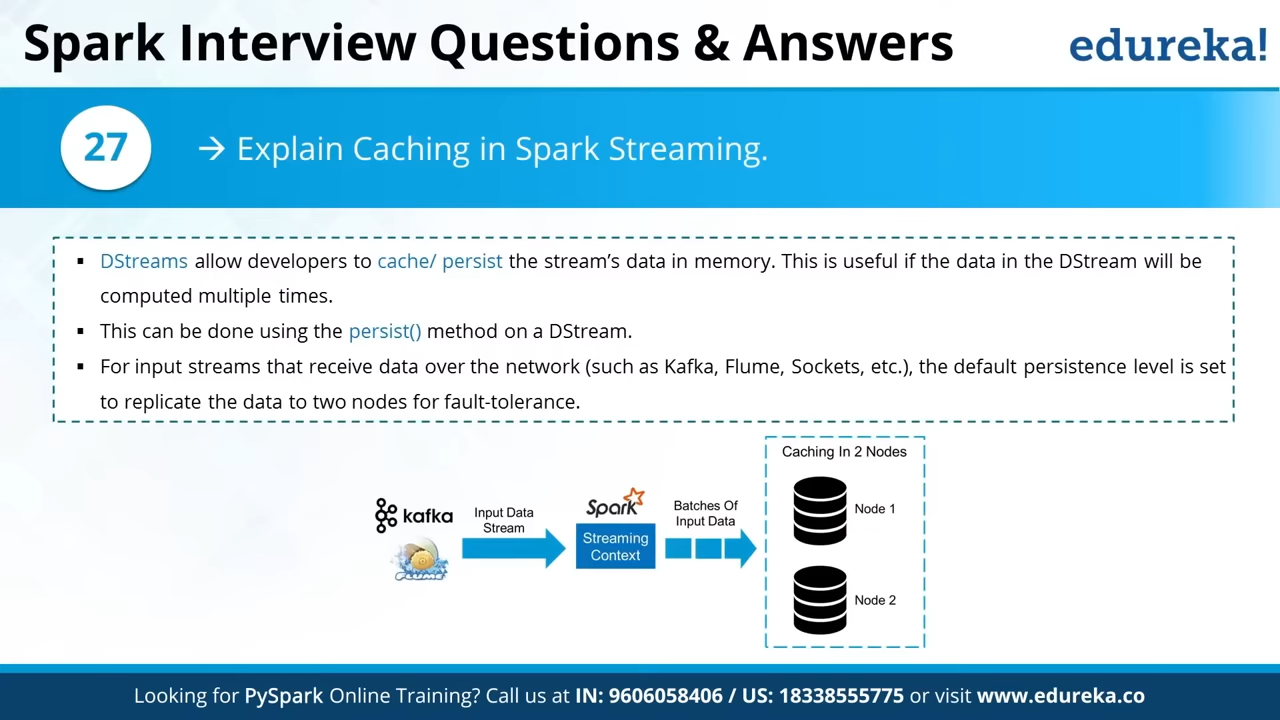 Spark Interview Questions & Answers
edureka!
27
→ Explain Caching in Spark Streaming.
▪ DStreams allow developers to cache/ persist the stream’s data in memory. This is useful if the data in the DStream will be
computed multiple times.
▪ This can be done using the persist() method on a DStream.
▪ For input streams that receive data over the network (such as Kafka, Flume, Sockets, etc.), the default persistence level is set
to replicate the data to two nodes for fault-tolerance.
kafka
FLUME
Input Data
Stream
Spark
Streaming
Context
Batches Of
Input Data
Caching In 2 Nodes
Node 1
Node 2
Looking for PySpark Online Training? Call us at IN: 9606058406 / US: 18338555775 or visit www.edureka.co